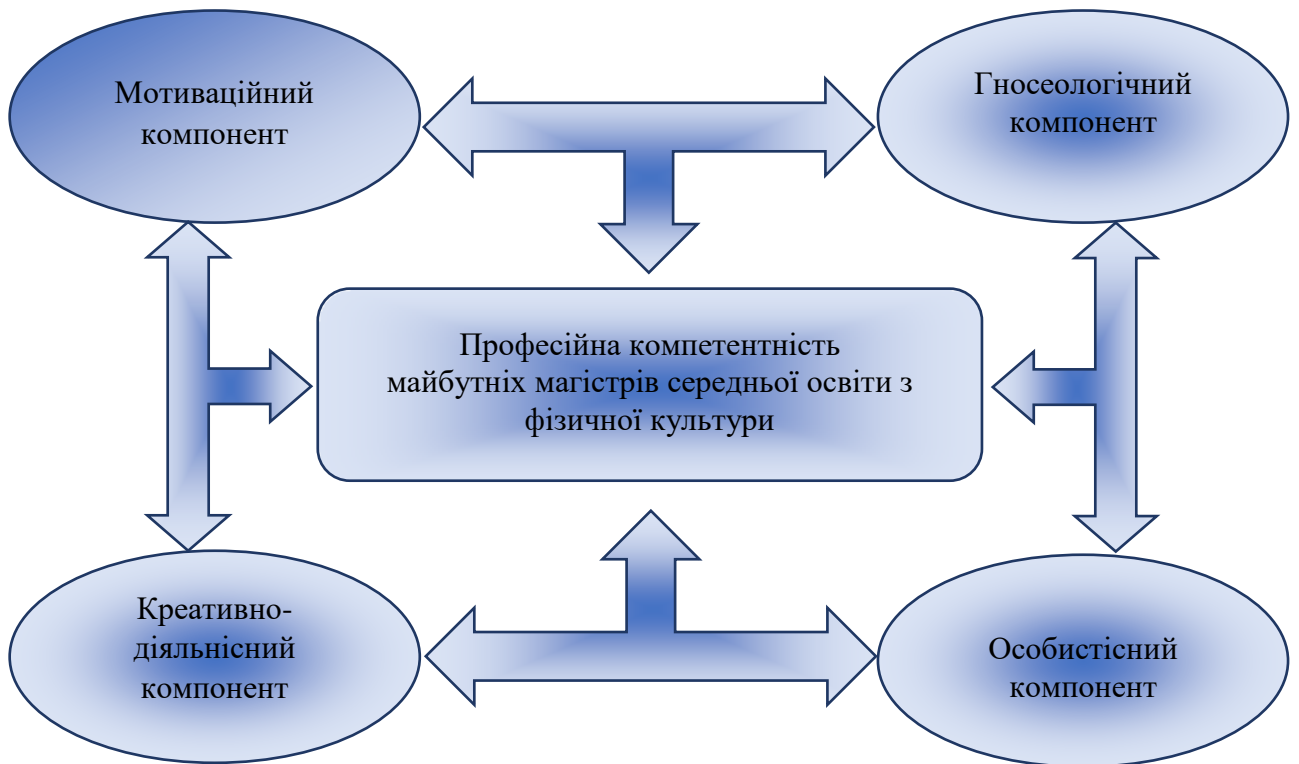 Мотиваційний
компонент
Гносеологічний
компонент
Професійна компетентність
майбутніх магістрів середньої освіти з
фізичної культури
Креативно-
діяльнісний
компонент
Особистісний
компонент